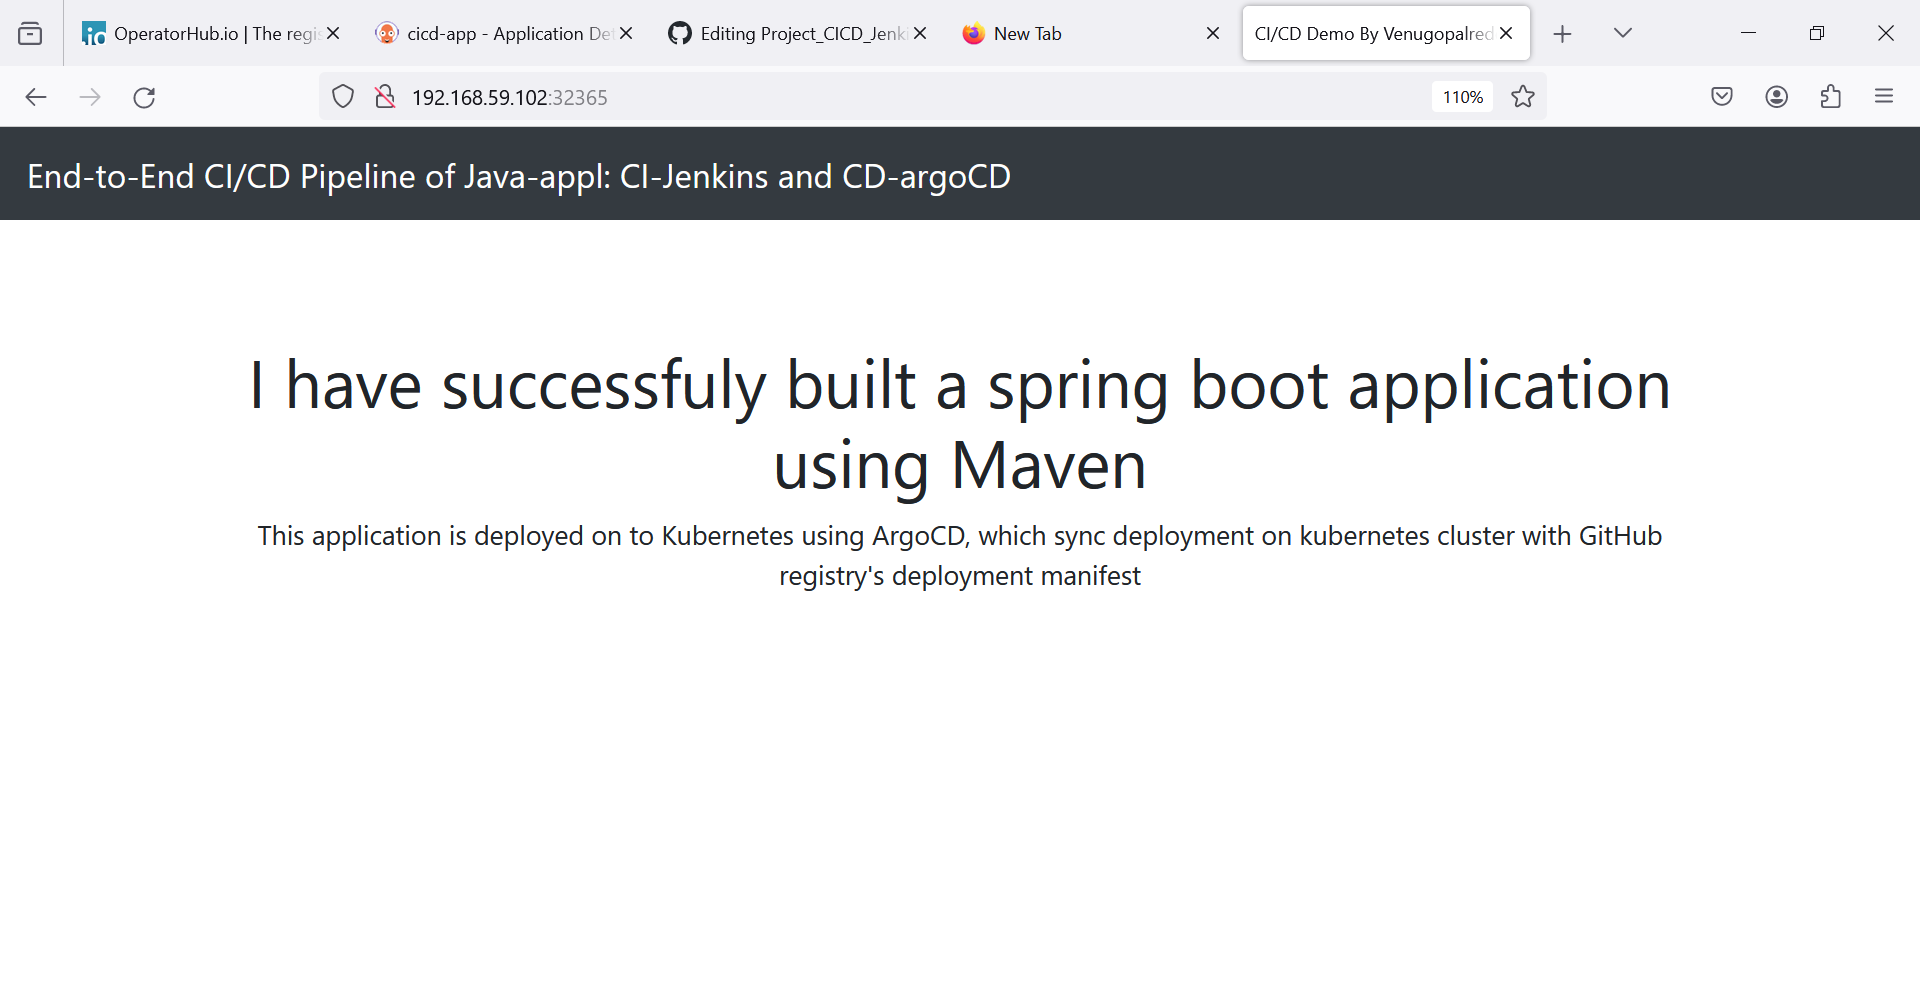 OperatorHub.io | The regis
cicd-app - Application Det
Editing Project_CICD_Jenki
New Tab
CI/CD Demo By Venugopalred
192.168.59.102:32365
110%
End-to-End CI/CD Pipeline of Java-appl: CI-Jenkins and CD-argoCD
I have successfuly built a spring boot application
using Maven
This application is deployed on to Kubernetes using ArgoCD, which sync deployment on kubernetes cluster with GitHub
registry's deployment manifest